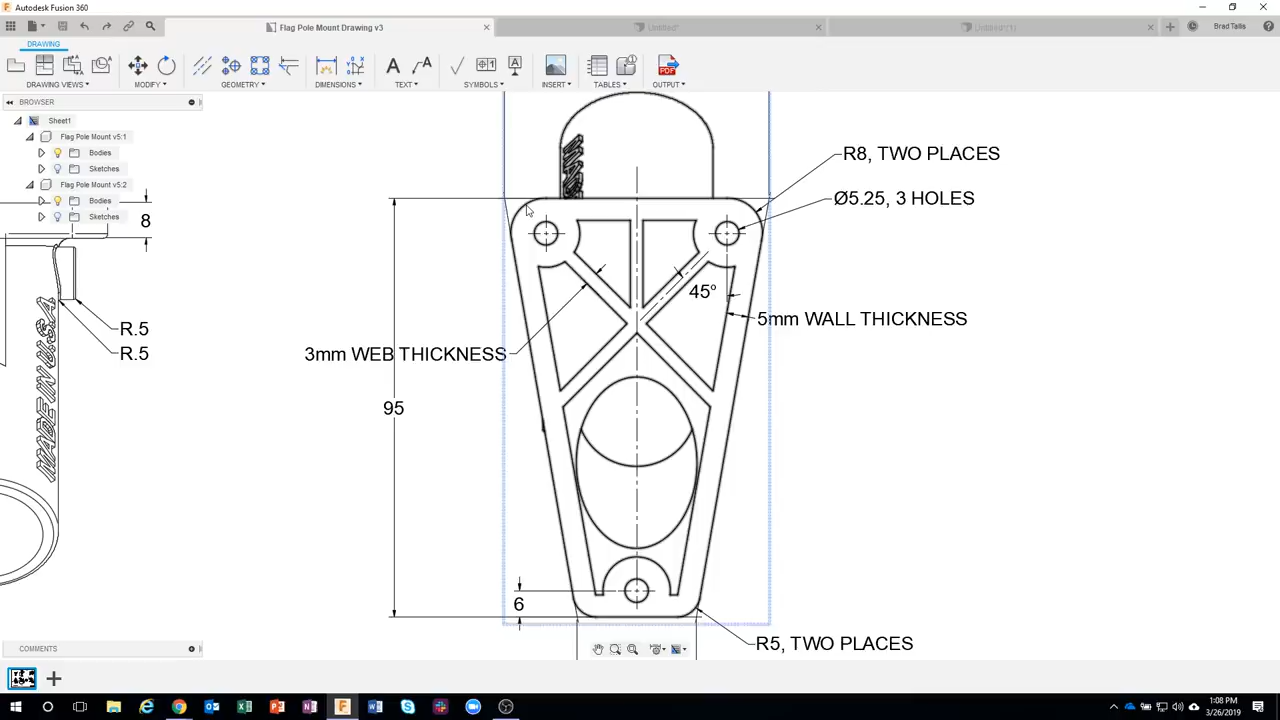 Autodesk Fusion 360
Flag Pole Mount Drawing v3
Untitled*
Untitled*(1)
Brad Tallis
DRAWING
DRAWING VIEWS
MODIFY
GEOMETRY
DIMENSIONS
TEXT
SYMBOLS
INSERT
TABLES
OUTPUT
PDF
BROWSER
Sheet1
Flag Pole Mount v5:1
Bodies
Sketches
Flag Pole Mount v5:2
Bodies
Sketches
8
R.5
R.5
MADE IN USA
R8, TWO PLACES
Ø5.25, 3 HOLES
45°
5mm WALL THICKNESS
3mm WEB THICKNESS
95
6
R5, TWO PLACES
COMMENTS
1:08 PM
3/26/2019